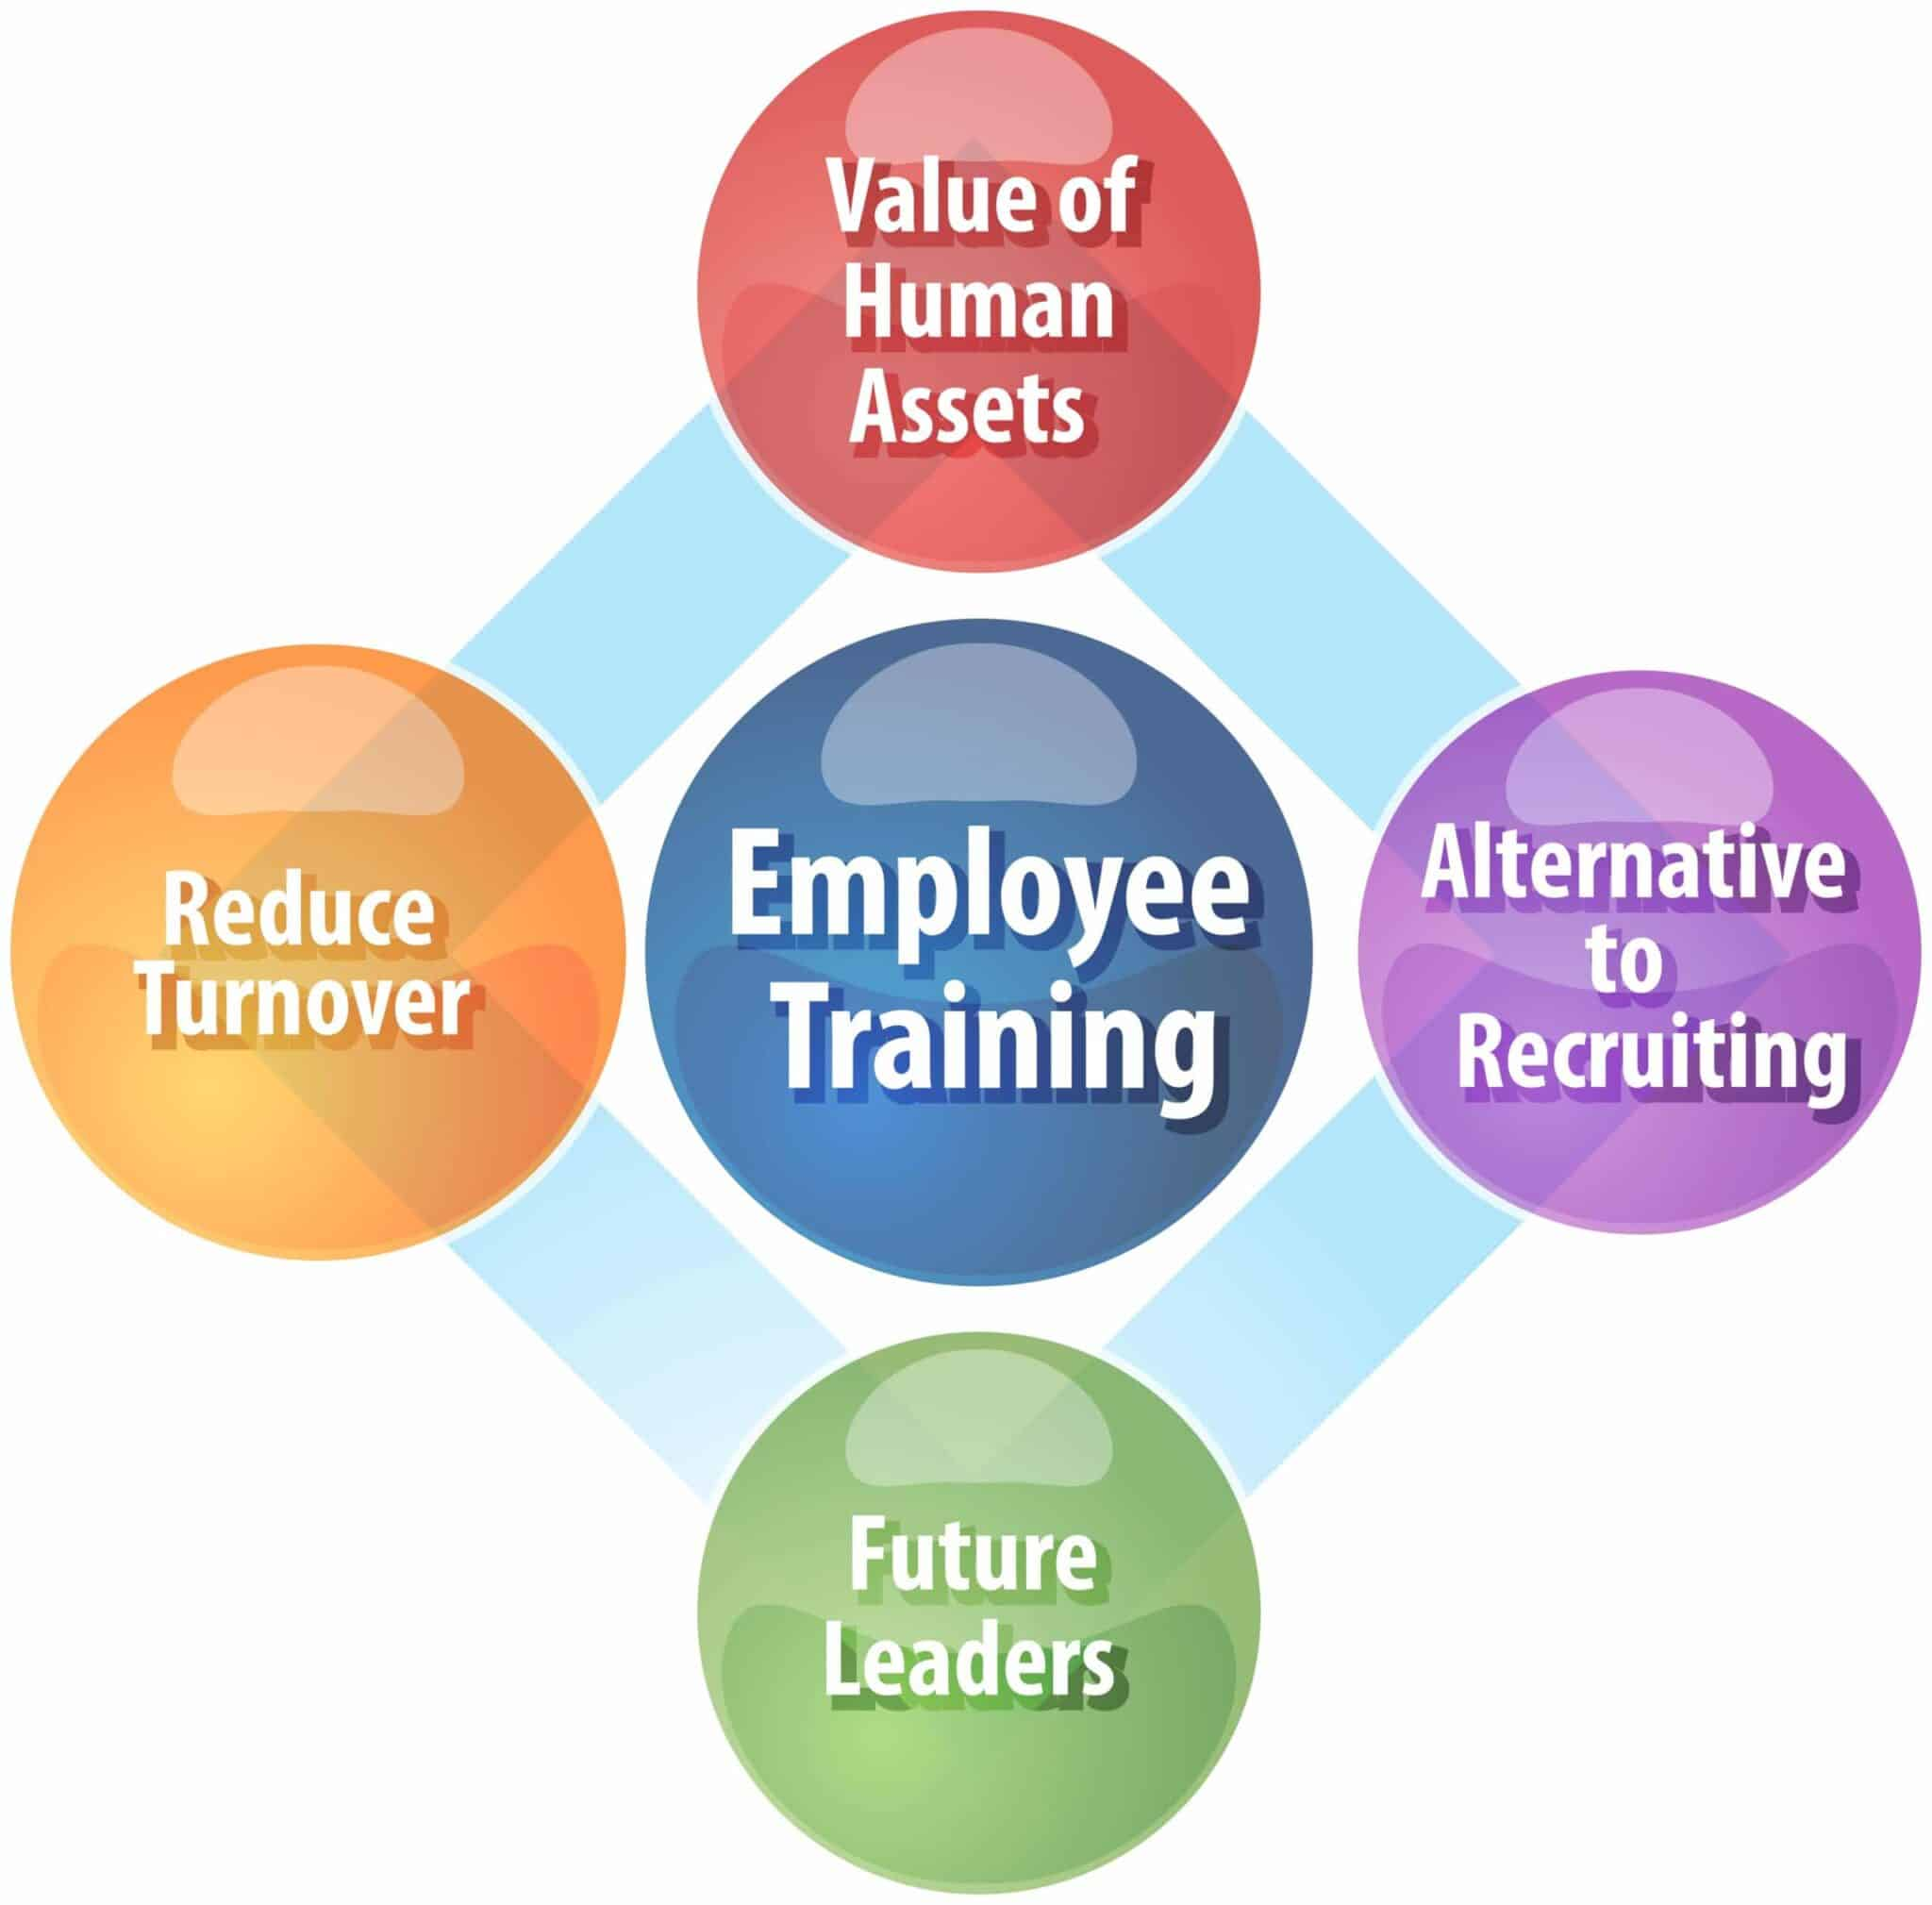 Value of
Human
Assets
Reduce
Turnover
Employee
Training
Alternative
to
Recruiting
Future
Leaders